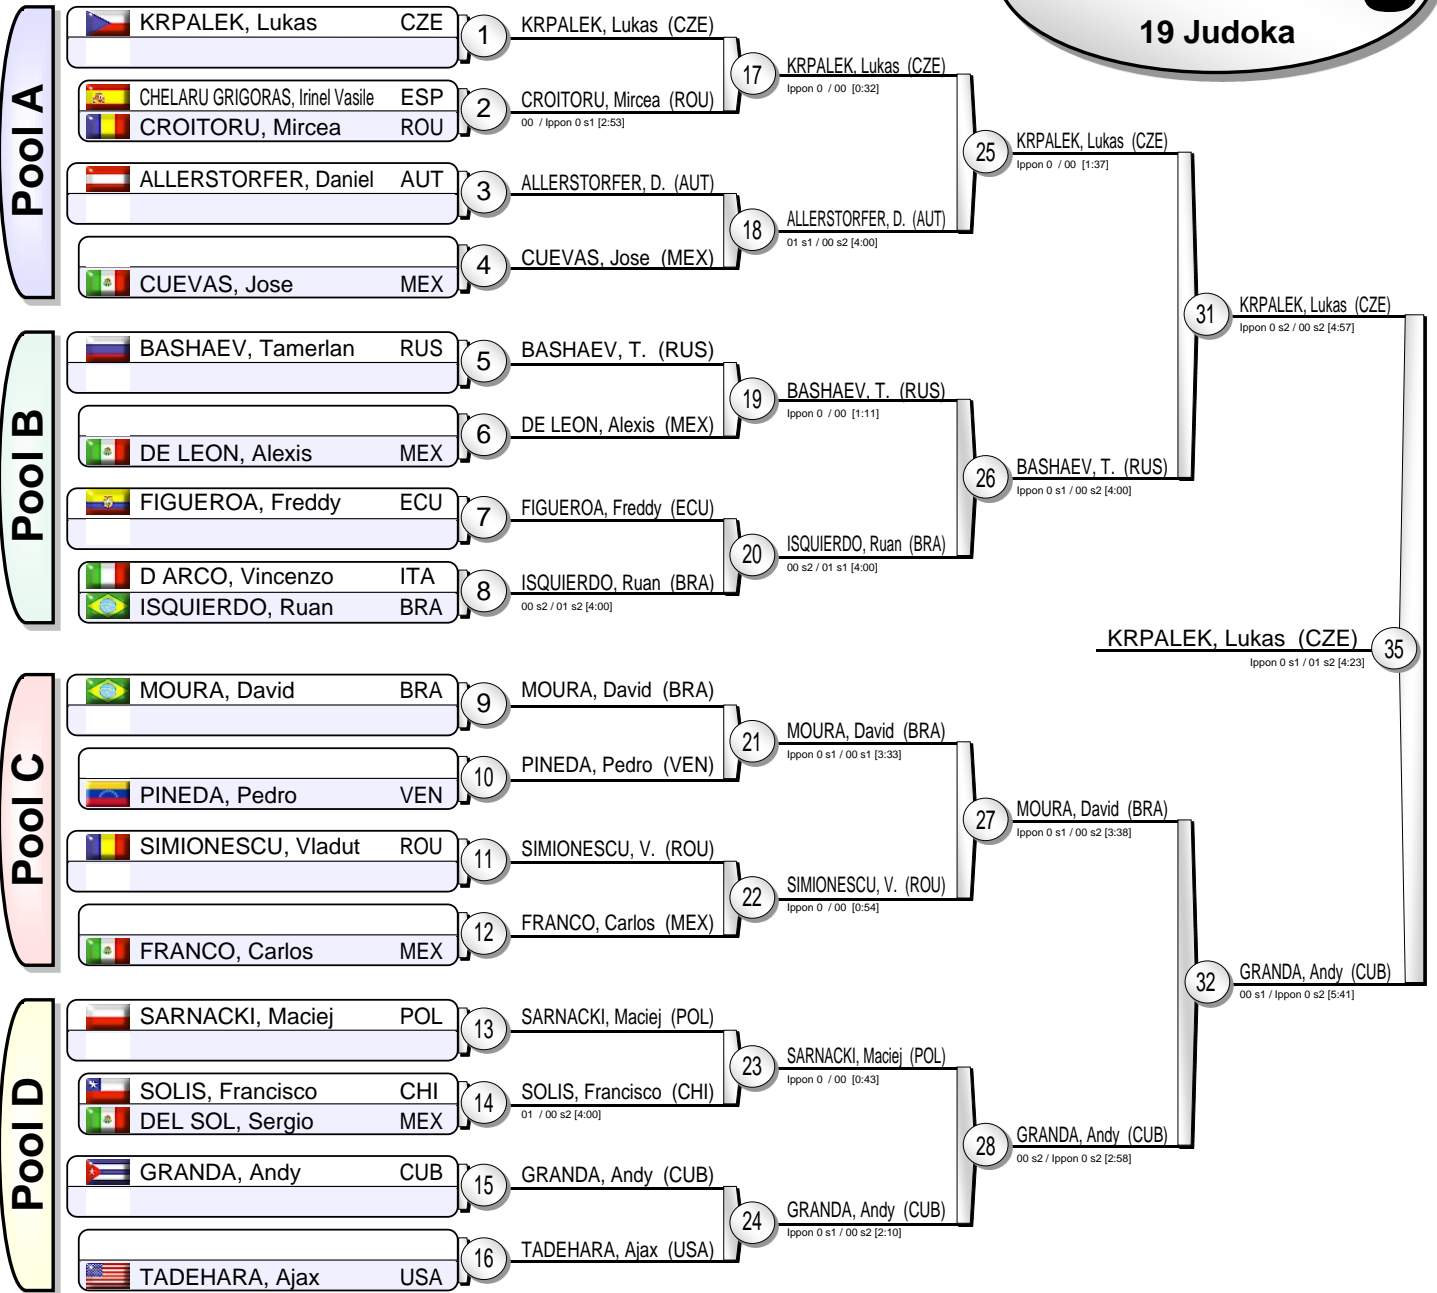 19 Judoka
Pool A
KRPALEK, Lukas CZE
1
CHELARU GRIGORAS, Irinel Vasile ESP
CROITORU, Mircea ROU
2
ALLERSTORFER, Daniel AUT
3
CUEVAS, Jose MEX
4
KRPALEK, Lukas (CZE)
CROITORU, Mircea (ROU)
00 / Ippon 0 s1 [2:53]
ALLERSTORFER, D. (AUT)
CUEVAS, Jose (MEX)
17
KRPALEK, Lukas (CZE)
Ippon 0 / 00 [0:32]
18
ALLERSTORFER, D. (AUT)
01 s1 / 00 s2 [4:00]
25
KRPALEK, Lukas (CZE)
Ippon 0 / 00 [1:37]
Pool B
BASHAEV, Tamerlan RUS
5
DE LEON, Alexis MEX
6
FIGUEROA, Freddy ECU
7
D ARCO, Vincenzo ITA
ISQUIERDO, Ruan BRA
8
BASHAEV, T. (RUS)
DE LEON, Alexis (MEX)
FIGUEROA, Freddy (ECU)
ISQUIERDO, Ruan (BRA)
00 s2 / 01 s2 [4:00]
19
BASHAEV, T. (RUS)
Ippon 0 / 00 [1:11]
20
ISQUIERDO, Ruan (BRA)
00 s2 / 01 s1 [4:00]
26
BASHAEV, T. (RUS)
Ippon 0 s1 / 00 s2 [4:00]
31
KRPALEK, Lukas (CZE)
Ippon 0 s2 / 00 s2 [4:57]
KRPALEK, Lukas (CZE)
Ippon 0 s1 / 01 s2 [4:23]
35
Pool C
MOURA, David BRA
9
PINEDA, Pedro VEN
10
SIMIONESCU, Vladut ROU
11
FRANCO, Carlos MEX
12
MOURA, David (BRA)
PINEDA, Pedro (VEN)
SIMIONESCU, V. (ROU)
FRANCO, Carlos (MEX)
21
MOURA, David (BRA)
Ippon 0 s1 / 00 s1 [3:33]
22
SIMIONESCU, V. (ROU)
Ippon 0 / 00 [0:54]
27
MOURA, David (BRA)
Ippon 0 s1 / 00 s2 [3:38]
Pool D
SARNACKI, Maciej POL
13
SOLIS, Francisco CHI
DEL SOL, Sergio MEX
14
GRANDA, Andy CUB
15
TADEHARA, Ajax USA
16
SARNACKI, Maciej (POL)
SOLIS, Francisco (CHI)
01 / 00 s2 [4:00]
GRANDA, Andy (CUB)
TADEHARA, Ajax (USA)
23
SARNACKI, Maciej (POL)
Ippon 0 / 00 [0:43]
24
GRANDA, Andy (CUB)
Ippon 0 s1 / 00 s2 [2:10]
28
GRANDA, Andy (CUB)
00 s2 / Ippon 0 s2 [2:58]
32
GRANDA, Andy (CUB)
00 s1 / Ippon 0 s2 [5:41]